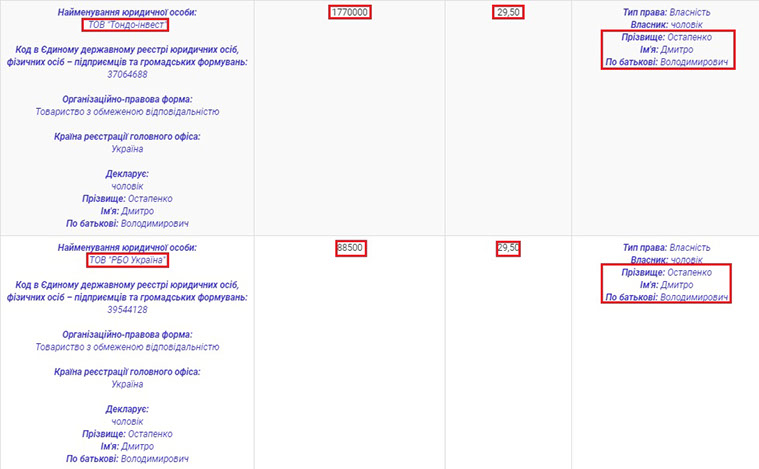 Найменування юридичної особи:
ТОВ "Тондо-інвест"
Код в Єдиному державному реєстрі юридичних осіб,
фізичних осіб – підприємців та громадських формувань:
37064688
Організаційно-правова форма:
Товариство з обмеженою відповідальністю
Країна реєстрації головного офіса:
Україна
Декларує:
чоловік
Прізвище: Остапенко
Ім'я: Дмитро
По батькові: Володимирович
1770000
29,50
Тип права: Власність
Власник: чоловік
Прізвище: Остапенко
Ім'я: Дмитро
По батькові: Володимирович
Найменування юридичної особи:
ТОВ "РБО Україна"
Код в Єдиному державному реєстрі юридичних осіб,
фізичних осіб – підприємців та громадських формувань:
39544128
Організаційно-правова форма:
Товариство з обмеженою відповідальністю
Країна реєстрації головного офіса:
Україна
Декларує:
чоловік
Прізвище: Остапенко
Ім'я: Дмитро
По батькові: Володимирович
88500
29,50
Тип права: Власність
Власник: чоловік
Прізвище: Остапенко
Ім'я: Дмитро
По батькові: Володимирович